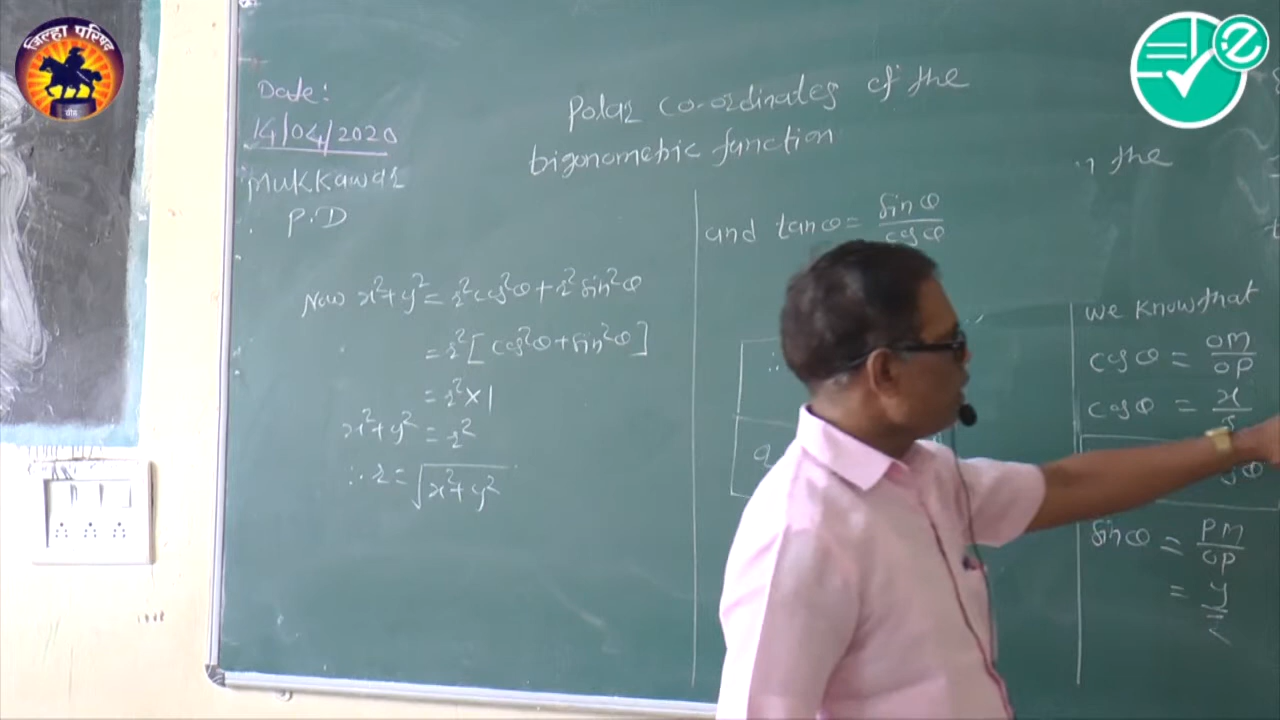 जिल्हा परिषद
बीड
Date:
14/04/2020
Mukkawar
P.D
Polar co-ordinates of the
trigonometric function
Now x²+y² = r²cos²θ + r²sin²θ
= r²[cos²θ+sin²θ]
= r²×1
x²+y² = r²
∴ r = √x²+y²
and tanθ = sinθ/cosθ
∴ the
we know that
cosθ = OM/OP
cosθ = x/r
sinθ = PM/OP
= y/r